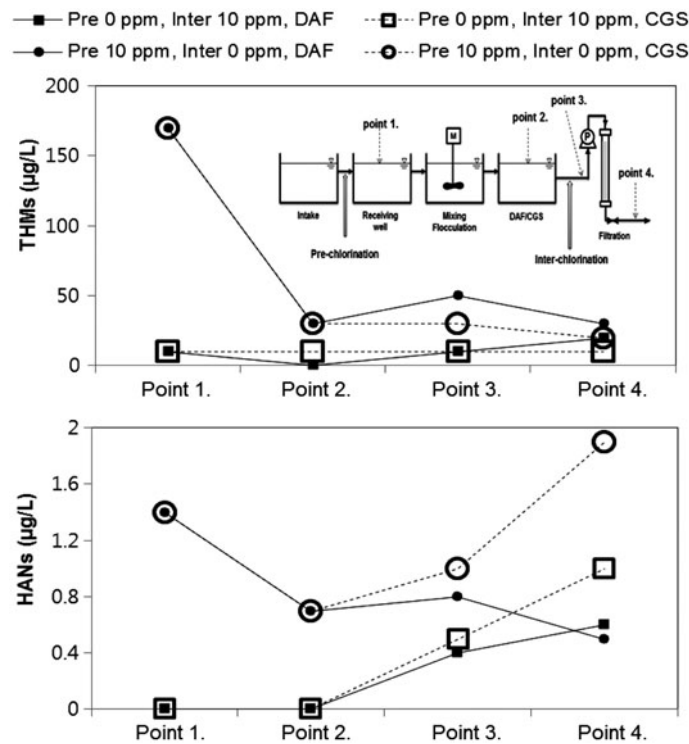 Pre 0 ppm, Inter 10 ppm, DAF
Pre 0 ppm, Inter 10 ppm, CGS
Pre 10 ppm, Inter 0 ppm, DAF
Pre 10 ppm, Inter 0 ppm, CGS
200
150
100
50
0
THMs (µg/L)
point 1.
M
point 2.
point 3.
P
point 4.
Intake
Receiving
well
Mixing
Flocculation
DAF/CGS
Filtration
Pre-chlorination
Inter-chlorination
Point 1.
Point 2.
Point 3.
Point 4.
2
1.6
1.2
0.8
0.4
0
HANs (µg/L)
Point 1.
Point 2.
Point 3.
Point 4.